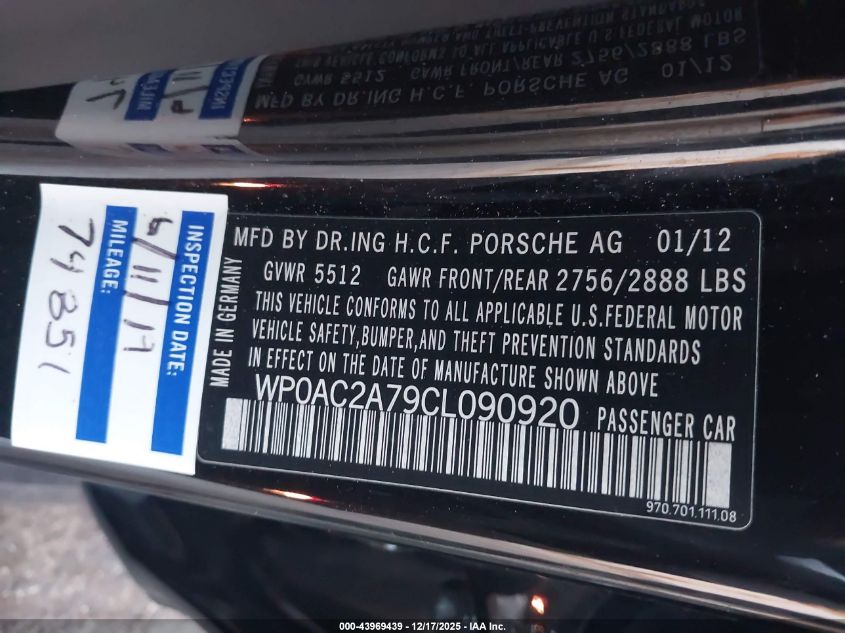 MFD BY DR.ING H.C.F. PORSCHE AG 01/12
GVWR 5512 GAWR FRONT/REAR 2756/2888 LBS
THIS VEHICLE CONFORMS TO ALL APPLICABLE U.S.FEDERAL MOTOR
VEHICLE SAFETY,BUMPER,AND THEFT PREVENTION STANDARDS
IN EFFECT ON THE DATE OF MANUFACTURE SHOWN ABOVE
WP0AC2A79CL090920 PASSENGER CAR
970.701.111.08
MADE IN GERMANY
INSPECTION DATE:
6/11/19
MILEAGE:
74851
000-43969439 - 12/17/2025 - IAA Inc.